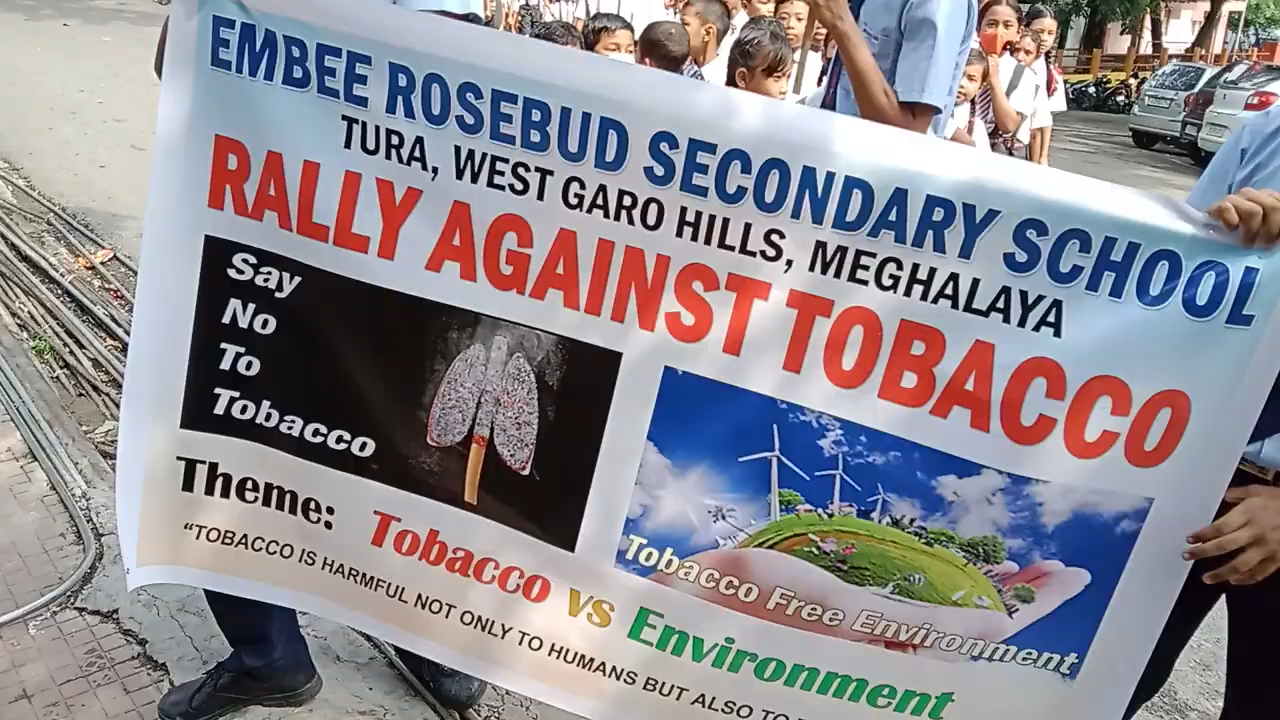 EMBEE ROSEBUD SECONDARY SCHOOL
TURA, WEST GARO HILLS, MEGHALAYA
RALLY AGAINST TOBACCO
Say
No
To
Tobacco
Tobacco Free Environment
Theme: Tobacco vs Environment
“TOBACCO IS HARMFUL NOT ONLY TO HUMANS BUT ALSO TO